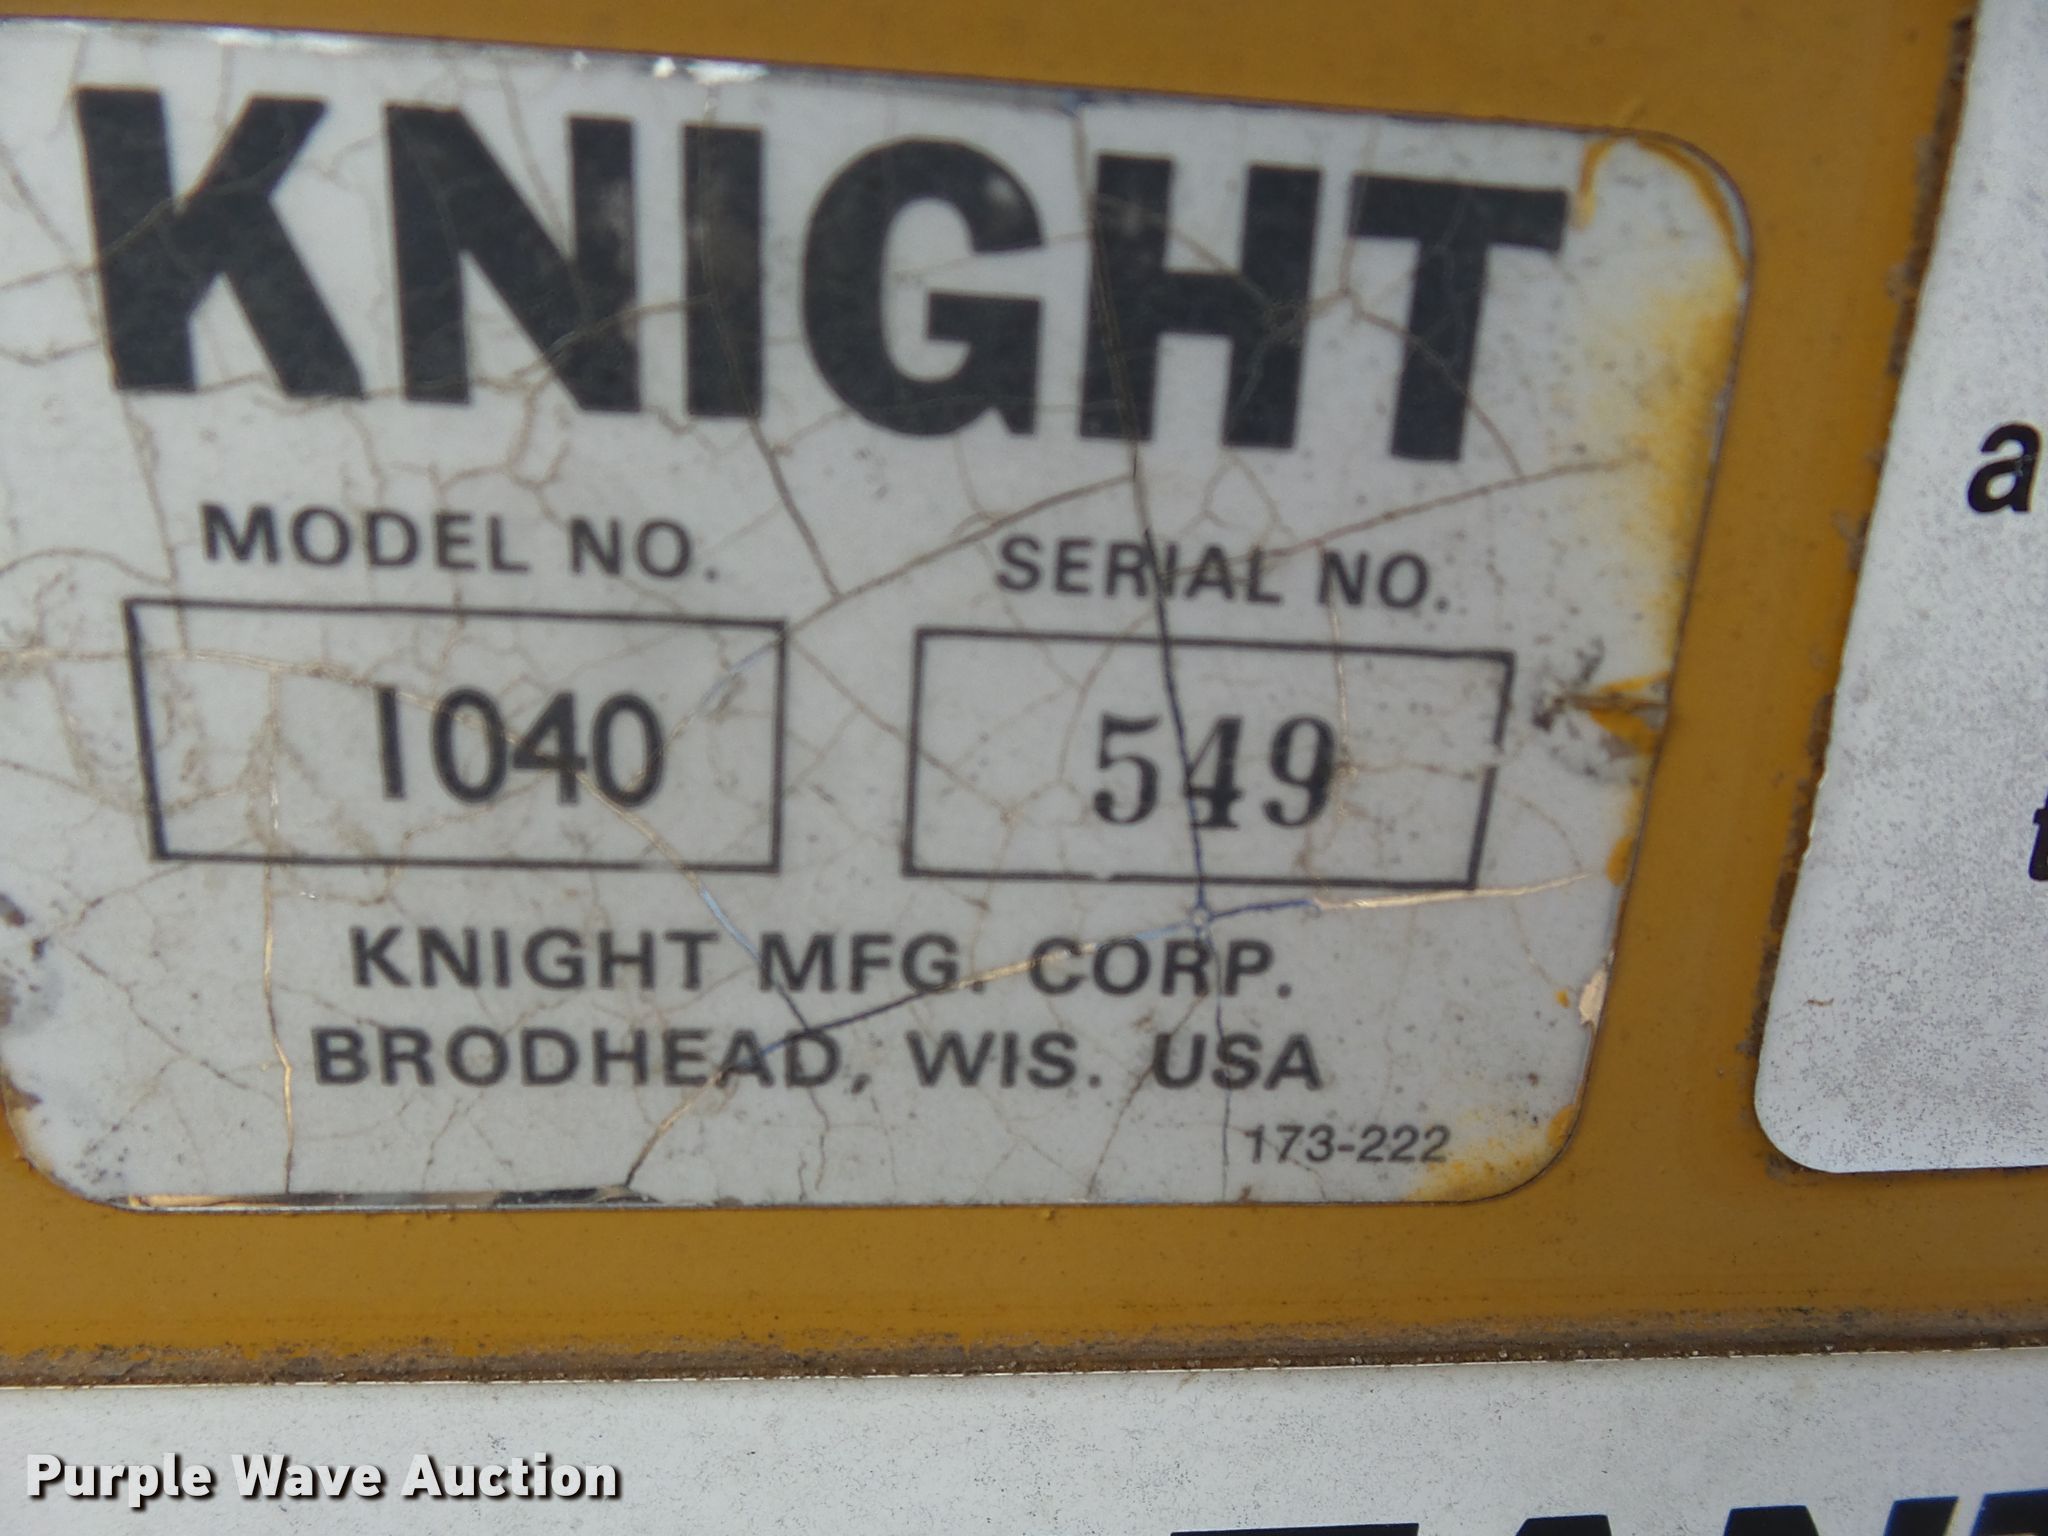 KNIGHT
MODEL NO. SERIAL NO.
1040 549
KNIGHT MFG. CORP.
BRODHEAD, WIS. USA
173-222
a
Purple Wave Auction